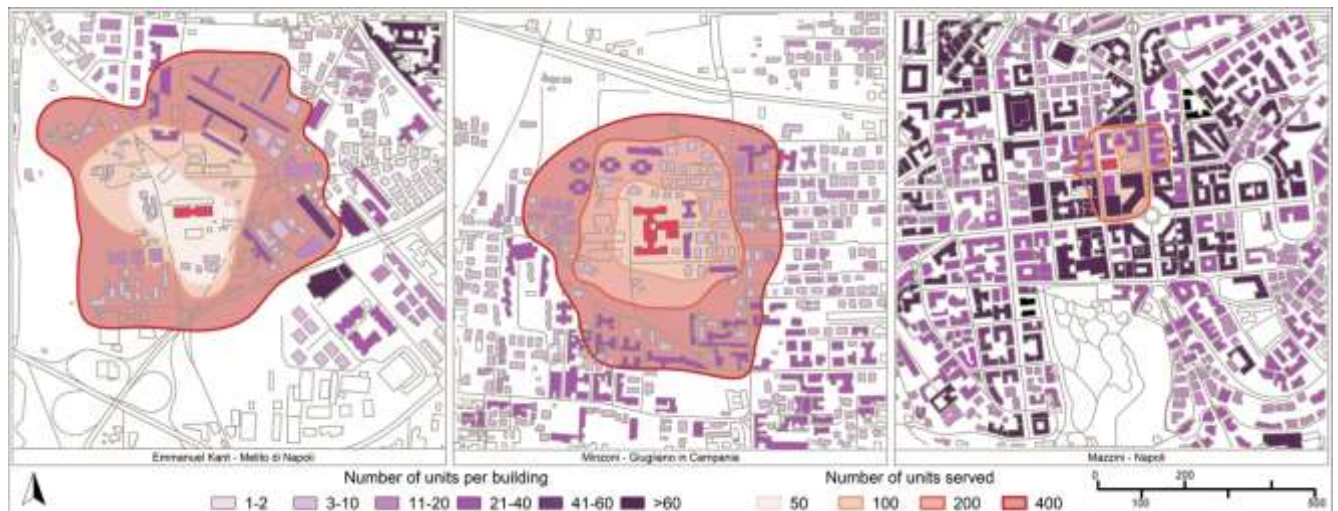 Emmanuel Kant - Melito di Napoli
Minzoni - Giugliano in Campania
Mazzini - Napoli
Number of units per building
1-2 3-10 11-20 21-40 41-60 >60
Number of units served
50 100 200 400
0 200
100 500